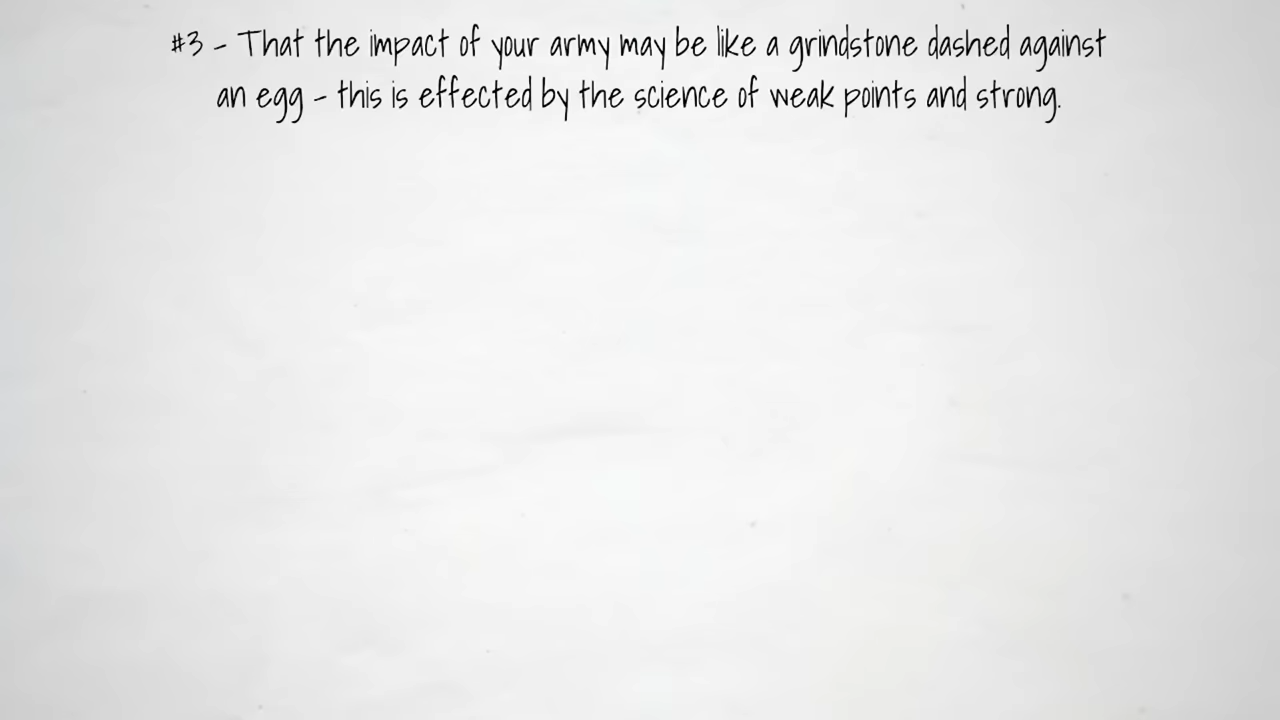 #3 - That the impact of your army may be like a grindstone dashed against
an egg - this is effected by the science of weak points and strong.